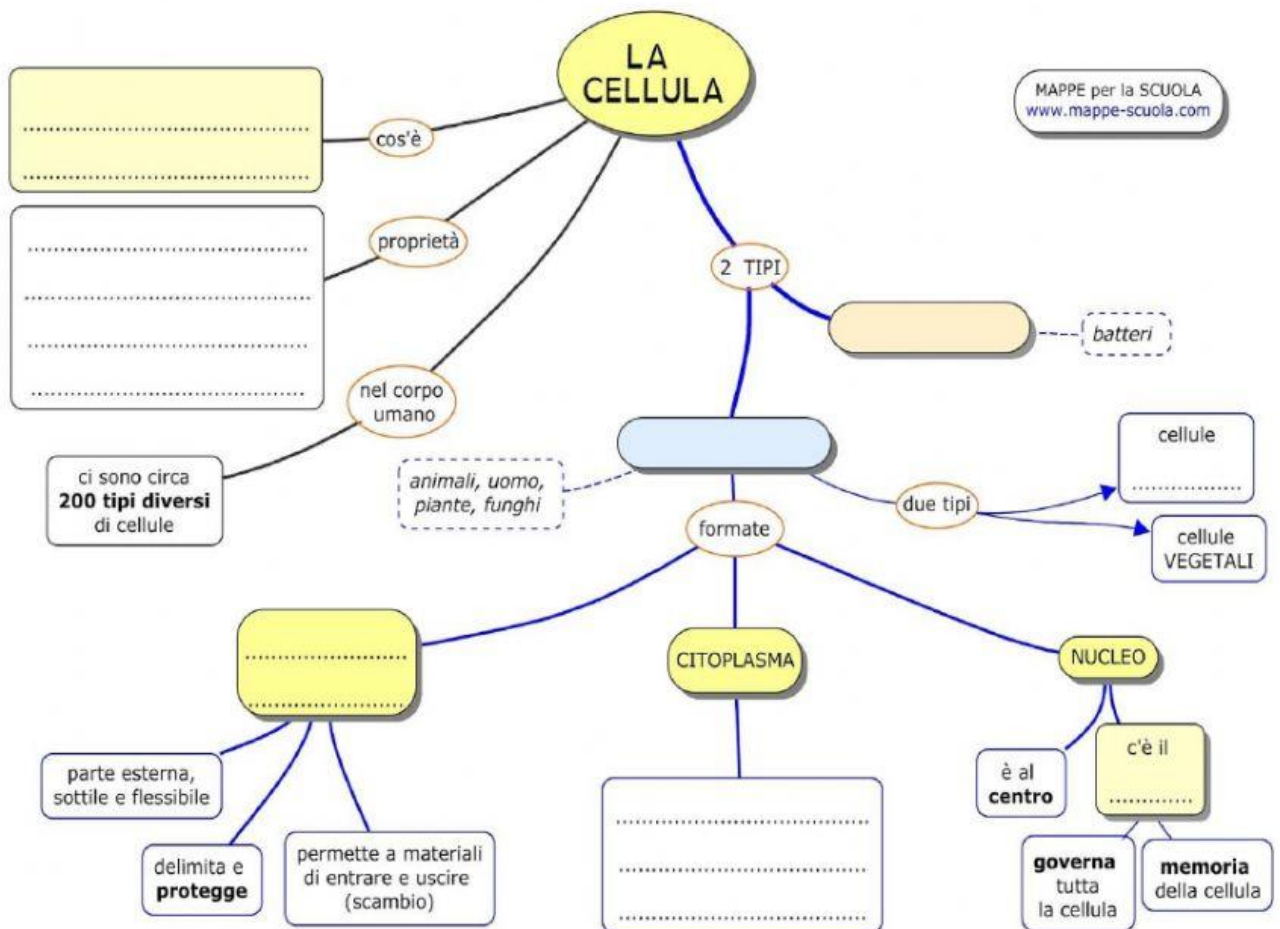 LA
CELLULA
MAPPE per la SCUOLA
www.mappe-scuola.com
..............................................
..............................................
cos'è
..............................................
..............................................
..............................................
..............................................
proprietà
2 TIPI
batteri
nel corpo
umano
ci sono circa
200 tipi diversi
di cellule
animali, uomo,
piante, funghi
due tipi
cellule
................
cellule
VEGETALI
formate
............................
............................
CITOPLASMA
NUCLEO
parte esterna,
sottile e flessibile
delimita e
protegge
permette a materiali
di entrare e uscire
(scambio)
..........................................
..........................................
..........................................
è al
centro
c'è il
..............
governa
tutta
la cellula
memoria
della cellula